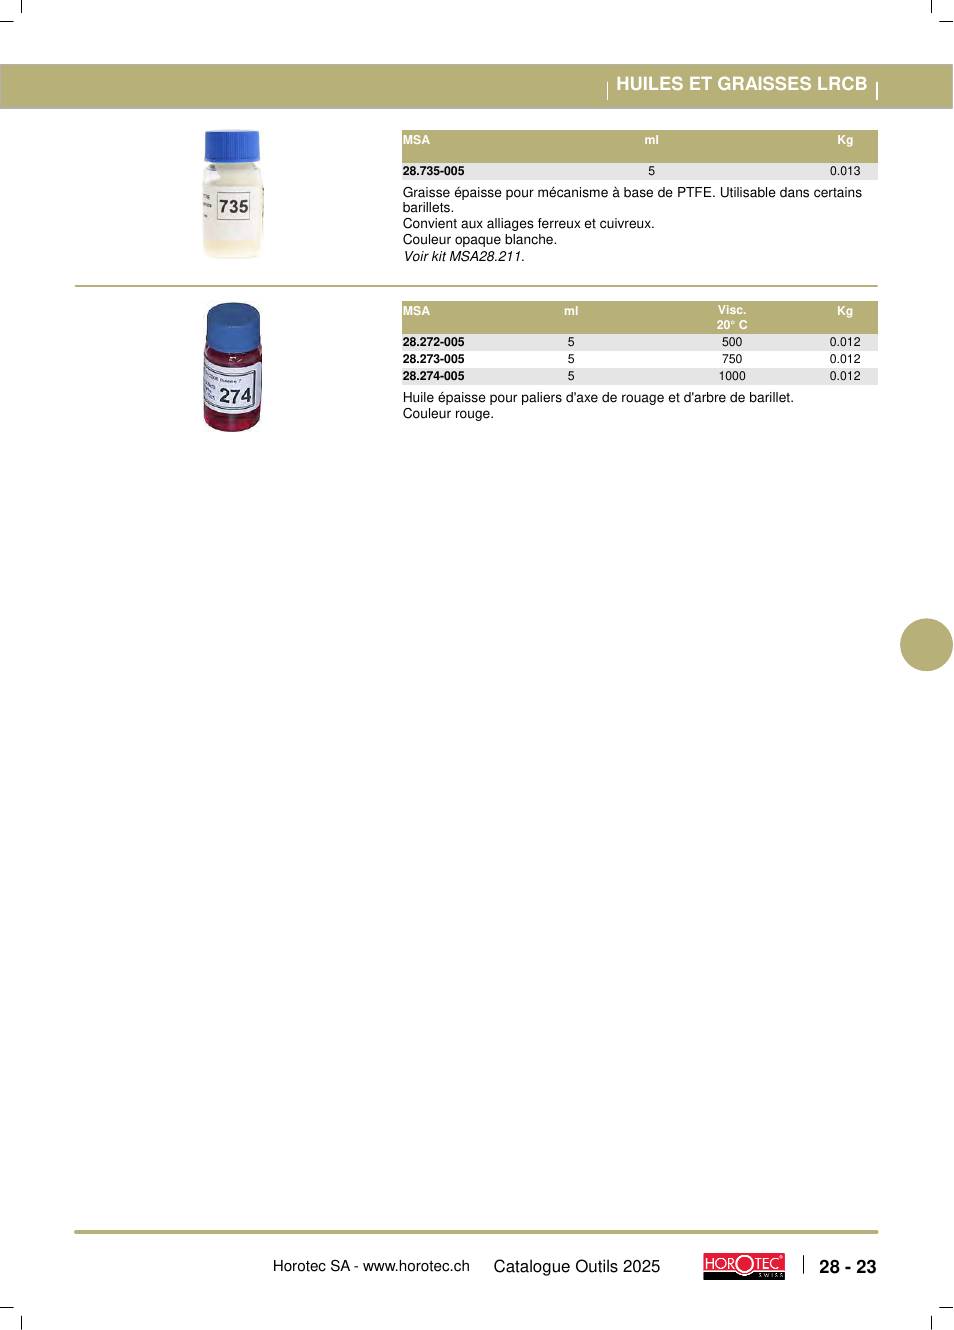 HUILES ET GRAISSES LRCB
735
MSA ml Kg
28.735-005 5 0.013
Graisse épaisse pour mécanisme à base de PTFE. Utilisable dans certains
barillets.
Convient aux alliages ferreux et cuivreux.
Couleur opaque blanche.
Voir kit MSA28.211.
274
MSA ml Visc. Kg
20° C
28.272-005 5 500 0.012
28.273-005 5 750 0.012
28.274-005 5 1000 0.012
Huile épaisse pour paliers d'axe de rouage et d'arbre de barillet.
Couleur rouge.
Horotec SA - www.horotec.ch Catalogue Outils 2025 HOROTEC® 28 - 23
SWISS